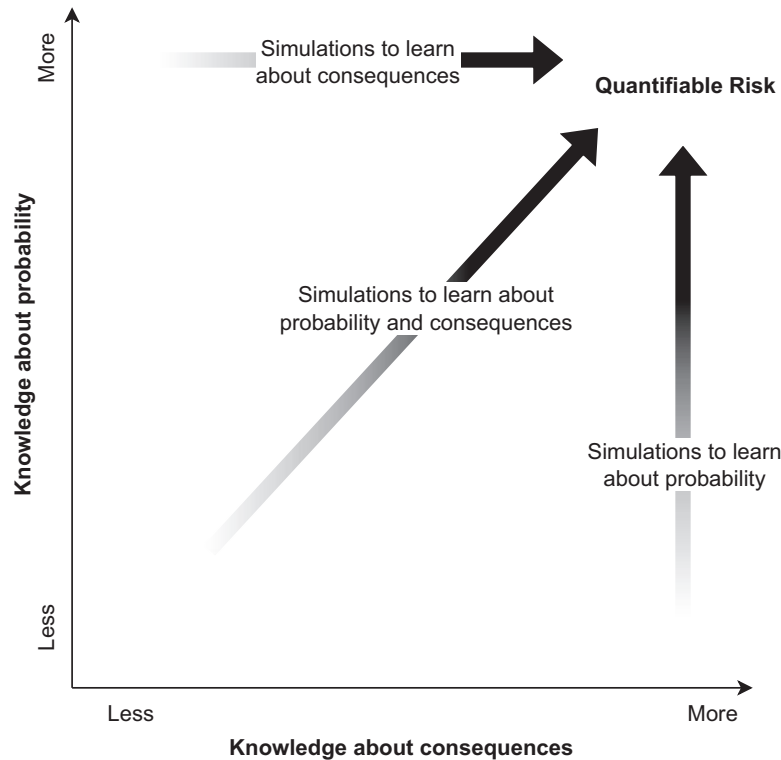 More
Simulations to learn
about consequences
Quantifiable Risk
Knowledge about probability
Simulations to learn about
probability and consequences
Simulations to learn
about probability
Less
Less
More
Knowledge about consequences